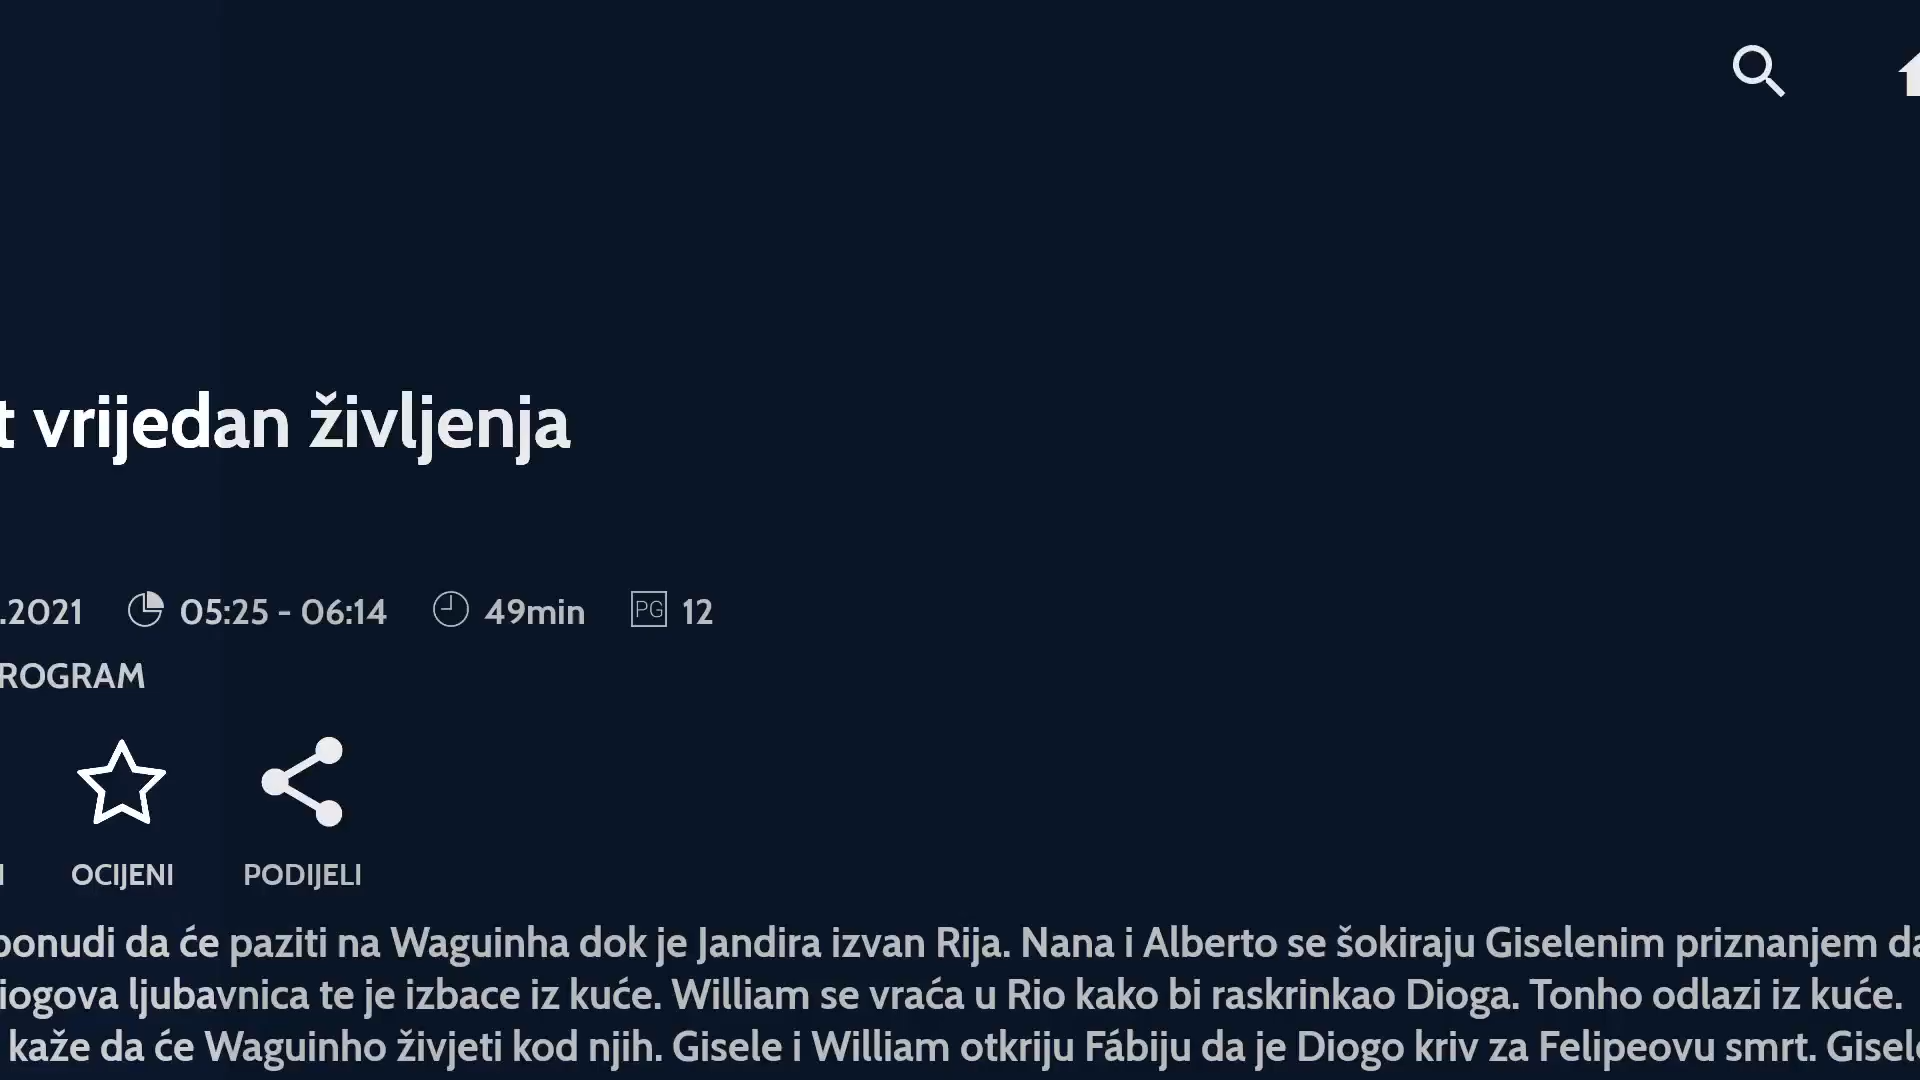 t vrijedan življenja
.2021 05:25 - 06:14 49min PG 12
ROGRAM
OCIJENI PODIJELI
ponudi da će paziti na Waguinha dok je Jandira izvan Rija. Nana i Alberto se šokiraju Giselenim priznanjem da
iogova ljubavnica te je izbace iz kuće. William se vraća u Rio kako bi raskrinkao Dioga. Tonho odlazi iz kuće.
kaže da će Waguinho živjeti kod njih. Gisele i William otkriju Fábiju da je Diogo kriv za Felipeovu smrt. Gisele